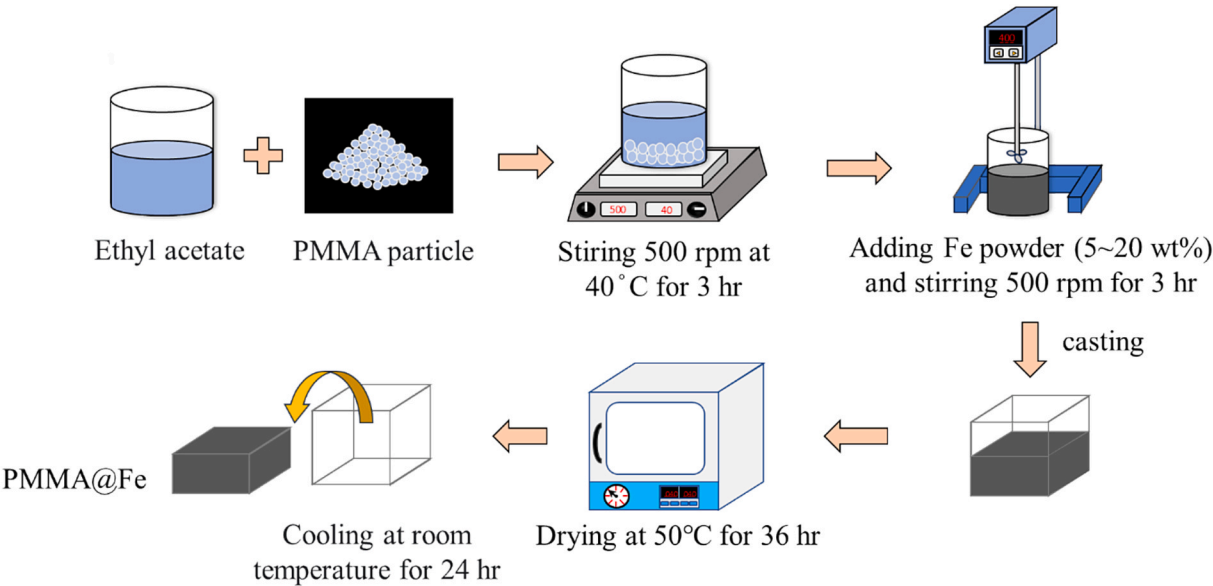 400
500 40
Ethyl acetate
PMMA particle
Stiring 500 rpm at
40°C for 3 hr
Adding Fe powder (5~20 wt%)
and stirring 500 rpm for 3 hr
casting
PMMA@Fe
Cooling at room
temperature for 24 hr
Drying at 50°C for 36 hr